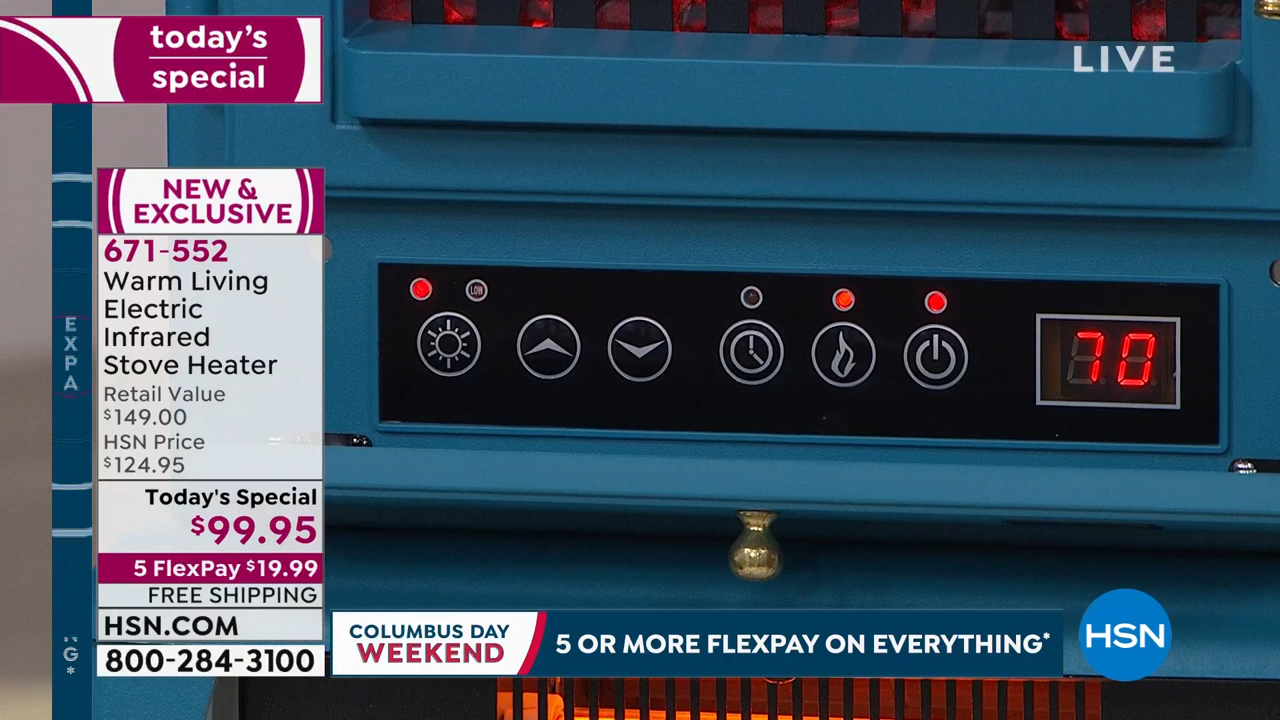 today's
special
LIVE
NEW &
EXCLUSIVE
671-552
Warm Living
Electric
Infrared
Stove Heater
Retail Value
$149.00
HSN Price
$124.95
Today's Special
$99.95
5 FlexPay $19.99
FREE SHIPPING
HSN.COM
800-284-3100
EXPA
"G*
LOW
70
COLUMBUS DAY
WEEKEND
5 OR MORE FLEXPAY ON EVERYTHING*
HSN